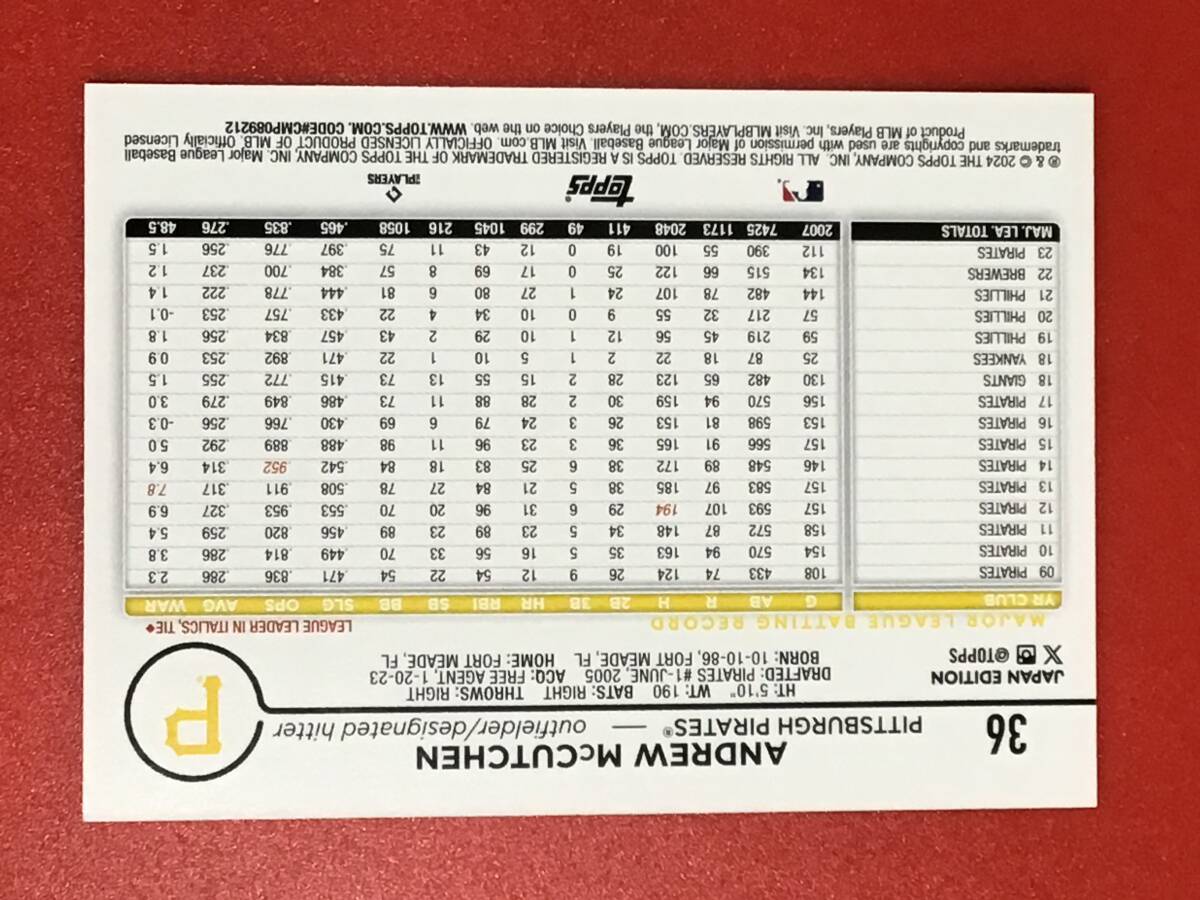 36
ANDREW McCUTCHEN
PITTSBURGH PIRATES® — outfielder/designated hitter
P
JAPAN EDITION
@TOPPS
HT: 5'10" WT: 190 BATS: RIGHT THROWS: RIGHT
DRAFTED: PIRATES #1-JUNE, 2005 ACQ: FREE AGENT, 1-20-23
BORN: 10-10-86, FORT MEADE, FL HOME: FORT MEADE, FL
MAJOR LEAGUE BATTING RECORD LEAGUE LEADER IN ITALICS, TIE♦
YR CLUB G AB R H 2B 3B HR RBI SB BB SLG OPS AVG WAR
09 PIRATES 108 433 74 124 26 9 12 54 22 54 .471 .836 .286 2.3
10 PIRATES 154 570 94 163 35 5 16 56 33 70 .449 .814 .286 3.8
11 PIRATES 158 572 87 148 34 5 23 89 23 89 .456 .820 .259 5.4
12 PIRATES 157 593 107 194 29 6 31 96 20 70 .553 .953 .327 6.9
13 PIRATES 157 583 97 185 38 5 21 84 27 78 .508 .911 .317 7.8
14 PIRATES 146 548 89 172 38 6 25 83 18 84 .542 .952 .314 6.4
15 PIRATES 157 566 91 165 36 3 23 96 11 98 .488 .889 .292 5.0
16 PIRATES 153 598 81 153 26 3 24 79 6 69 .430 .766 .256 -0.3
17 PIRATES 156 570 94 159 30 2 28 88 11 73 .486 .849 .279 3.0
18 GIANTS 130 482 65 123 28 2 15 55 13 73 .415 .772 .255 1.5
18 YANKEES 25 87 18 22 2 1 5 10 1 22 .471 .892 .253 0.9
19 PHILLIES 59 219 45 56 12 1 10 29 2 43 .457 .834 .256 1.8
20 PHILLIES 57 217 32 55 9 0 10 34 4 22 .433 .757 .253 -0.1
21 PHILLIES 144 482 78 107 24 1 27 80 6 81 .444 .778 .222 1.4
22 BREWERS 134 515 66 122 25 0 17 69 8 57 .384 .700 .237 1.2
23 PIRATES 112 390 55 100 19 0 12 43 11 75 .397 .776 .256 1.5
MAJ. LEA. TOTALS 2007 7425 1173 2048 411 49 299 1045 216 1058 .465 .835 .276 48.5
topps
PLAYERS
® & © 2024 THE TOPPS COMPANY, INC. ALL RIGHTS RESERVED. TOPPS IS A REGISTERED TRADEMARK OF THE TOPPS COMPANY, INC. Major League Baseball
trademarks and copyrights are used with permission of Major League Baseball. Visit MLB.com. OFFICIALLY LICENSED PRODUCT OF MLB. Officially Licensed
Product of MLB Players, Inc. Visit MLBPLAYERS.COM, the Players Choice on the web. WWW.TOPPS.COM. CODE#CMP089212